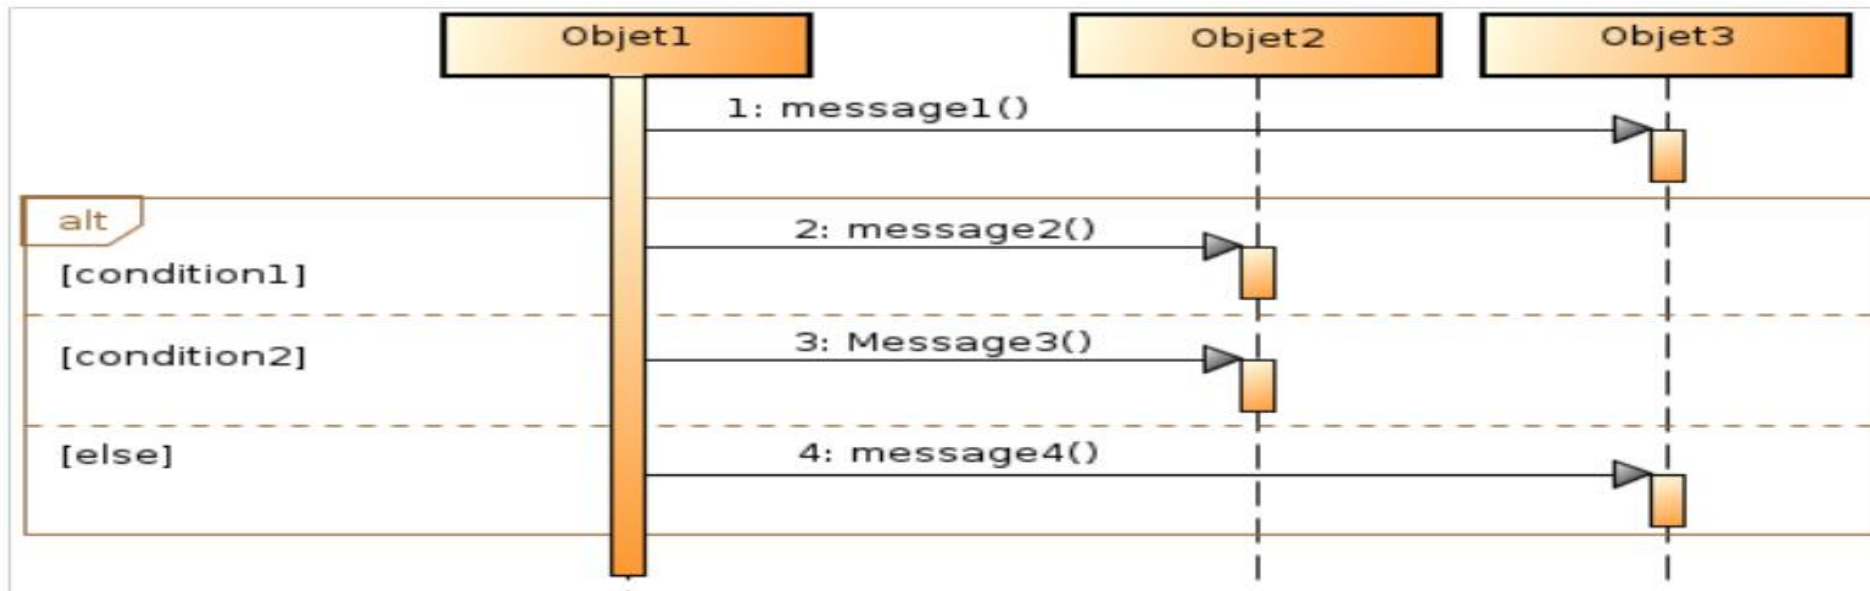 Objet1
Objet2
Objet3
1: message1()
alt
2: message2()
[condition1]
3: Message3()
[condition2]
4: message4()
[else]